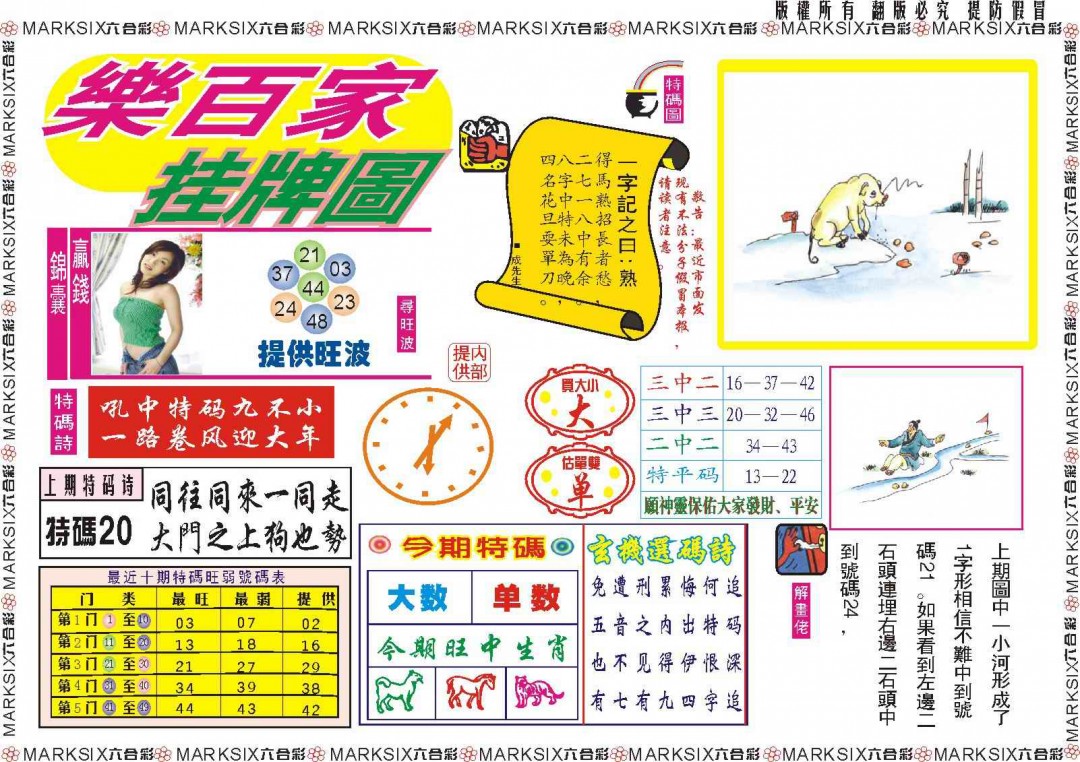 版權所有 翻版必究 提防假冒
MARKSIX六合彩 MARKSIX六合彩 MARKSIX六合彩 MARKSIX六合彩 MARKSIX六合彩 MARKSIX六合彩 MARKSIX六合彩
樂百家
挂牌圖
贏錢
錦囊
21
37
03
44
24
23
48
提供旺波
尋旺波
特碼圖
一字記之曰：熟
得馬熟招長者愁
二七一八中有余
八字中特未為晚
四名花旦耍單刀
■成先生
敬告：最近市面发
现有不法分子假冒本报，
请读者注意。
内部
提供
特碼詩
吼中特码九不小
一路卷风迎大年
買大小
大
估單雙
单
三中二 16—37—42
三中三 20—32—46
二中二 34—43
特平码 13—22
願神靈保佑大家發財、平安
上期特码诗
特碼20
同往同來一同走
大門之上狗也勢
最近十期特碼旺弱號碼表
门 类 最旺 最弱 提供
第1门 1 至 10 03 07 02
第2门 11 至 20 13 18 16
第3门 21 至 30 21 27 29
第4门 31 至 40 34 39 38
第5门 41 至 49 44 43 42
今期特碼
大数 单数
今期旺中生肖
玄機選碼詩
免遭刑累悔何追
五音之内出特码
也不见得伊恨深
有七有九四字追
解畫佬
上期圖中一小河形成了
1字形相信不難中到號
碼21。如果看到左邊二
石頭連埋右邊二石頭中
到號碼24，
MARKSIX六合彩 MARKSIX六合彩 MARKSIX六合彩 MARKSIX六合彩 MARKSIX六合彩 MARKSIX六合彩 MARKSIX六合彩